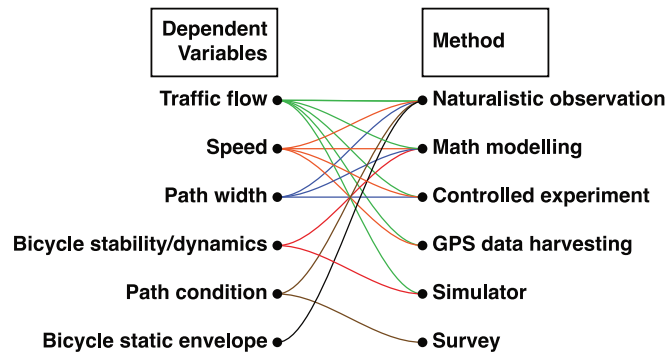 Dependent
Variables
Method
Traffic flow
Naturalistic observation
Speed
Math modelling
Path width
Controlled experiment
Bicycle stability/dynamics
GPS data harvesting
Path condition
Simulator
Bicycle static envelope
Survey